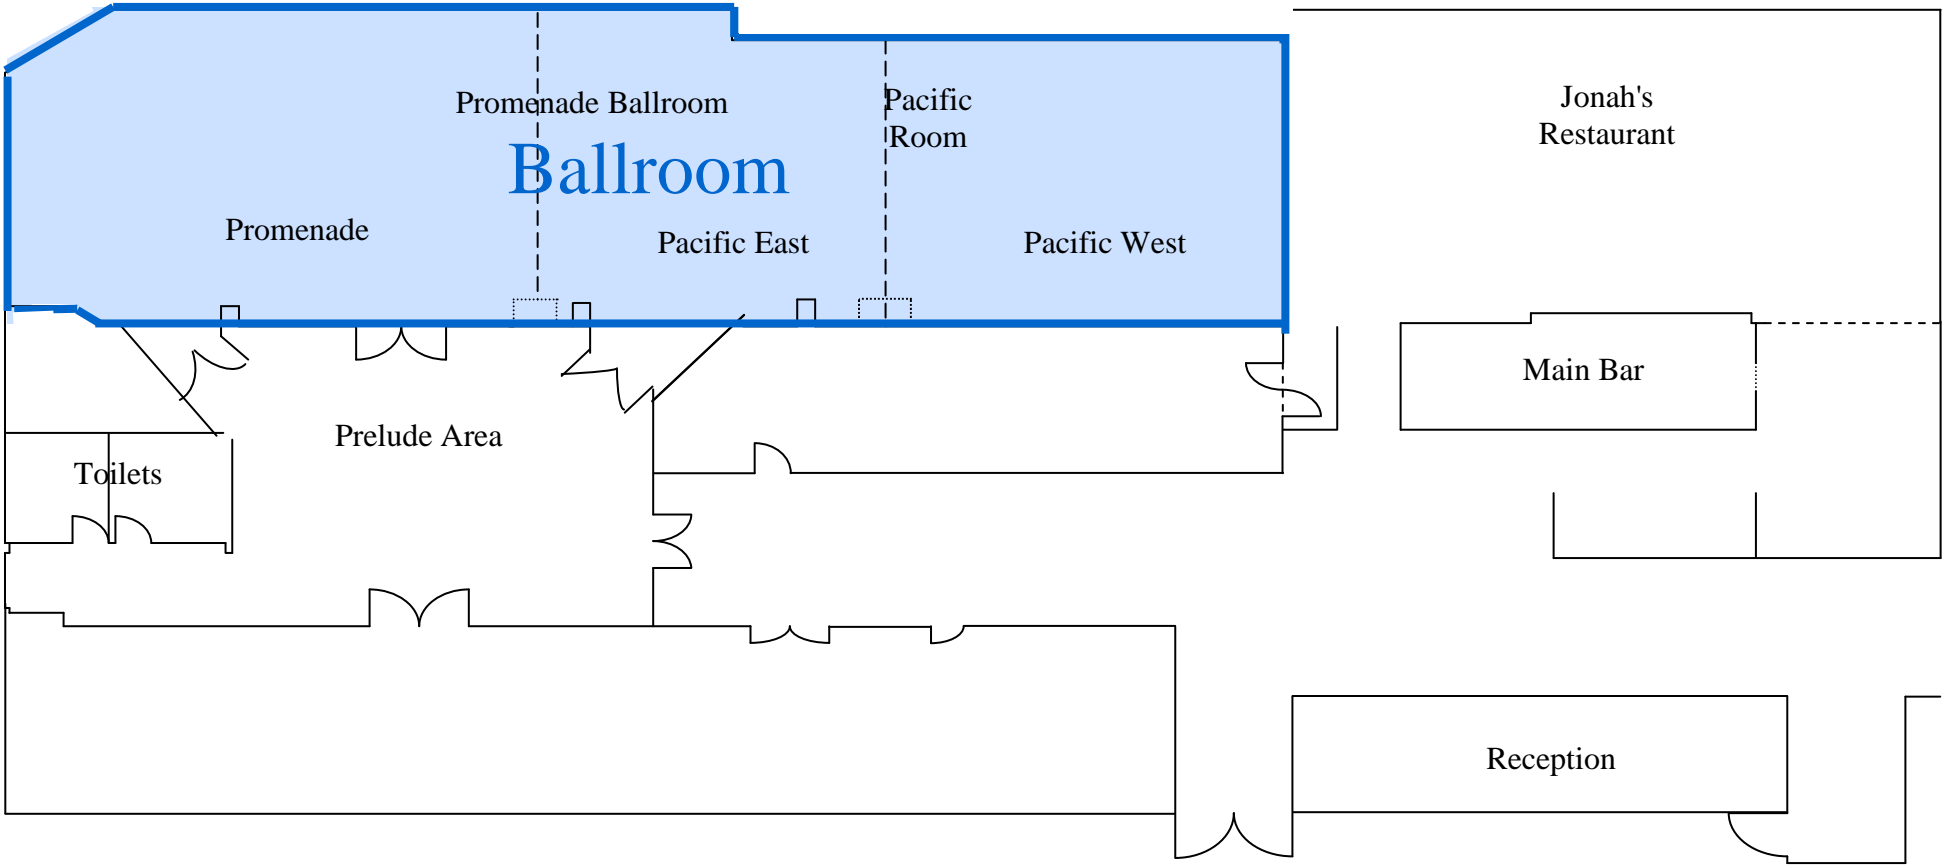 Promenade Ballroom
Pacific
Room
Jonah's
Restaurant
Ballroom
Promenade
Pacific East
Pacific West
Main Bar
Prelude Area
Toilets
Reception